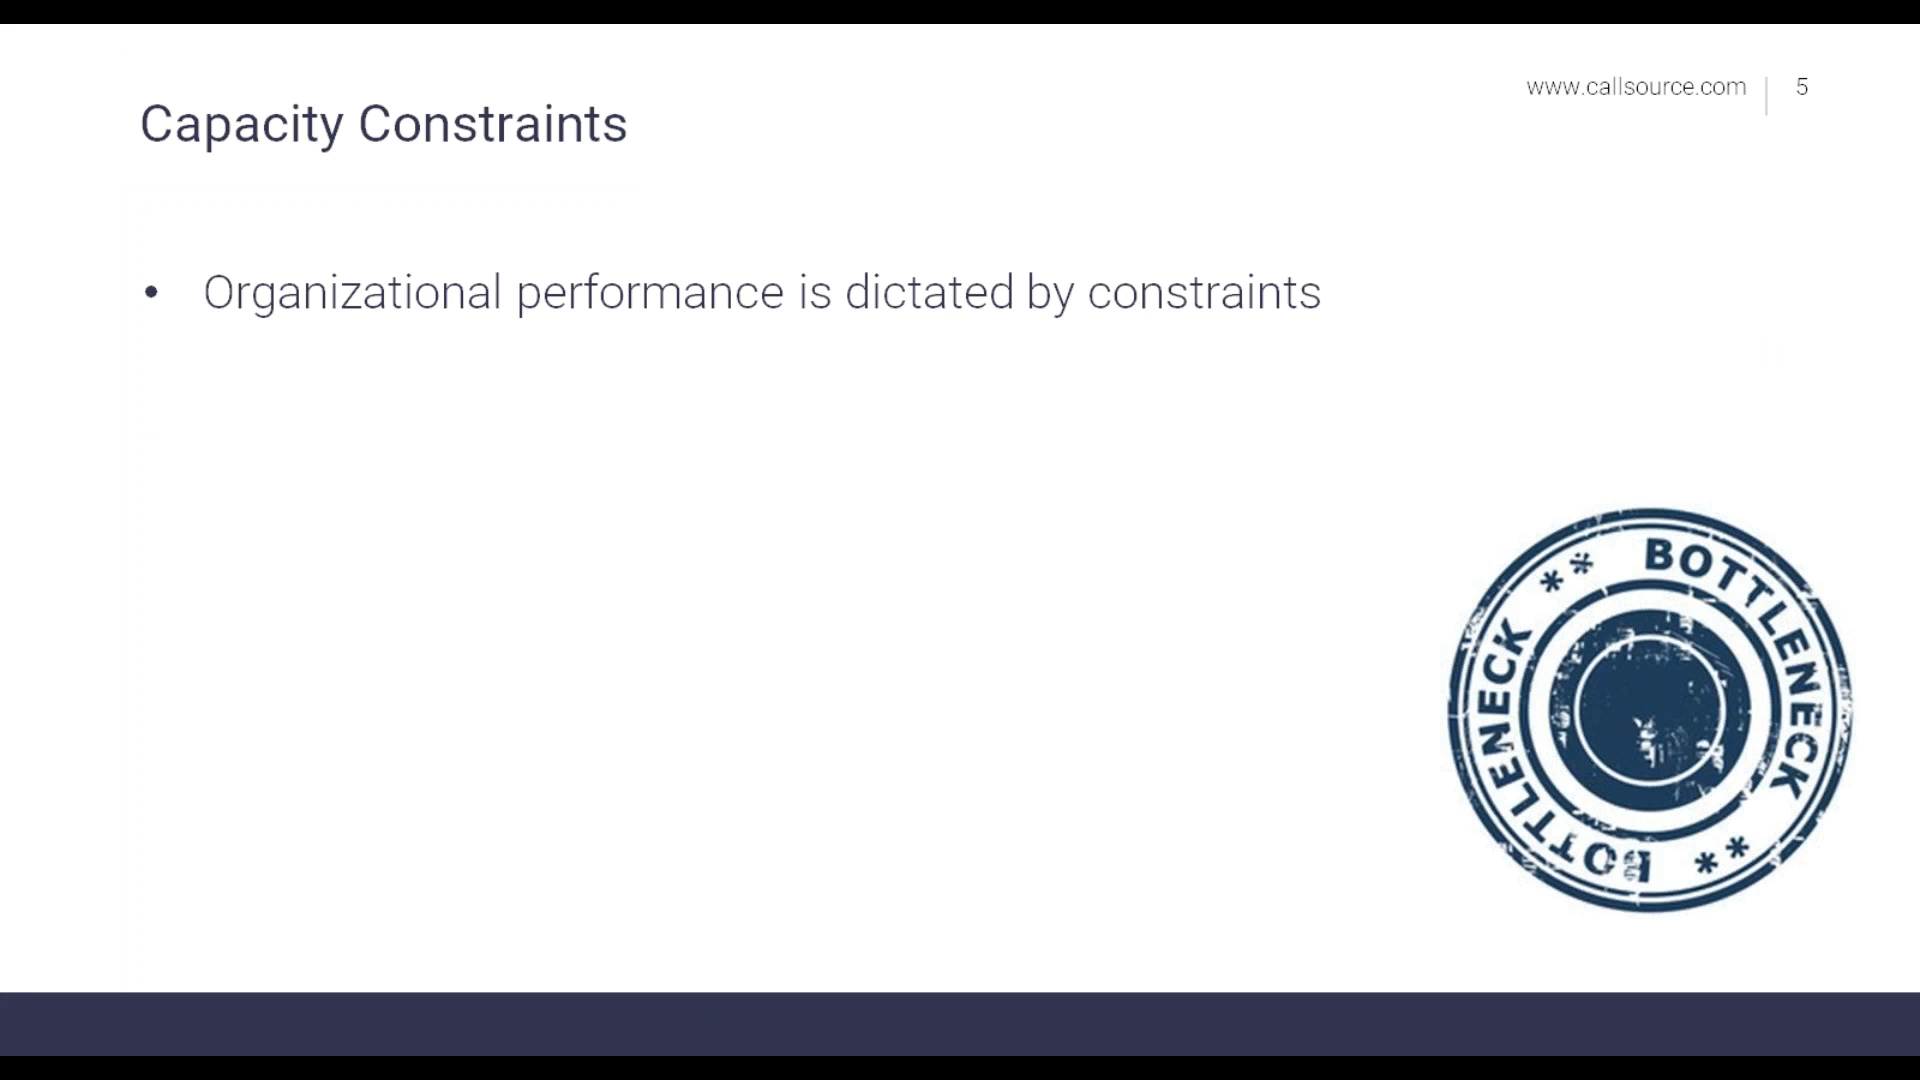 www.callsource.com 5
Capacity Constraints
• Organizational performance is dictated by constraints
** BOTTLENECK
** BOTTLENECK